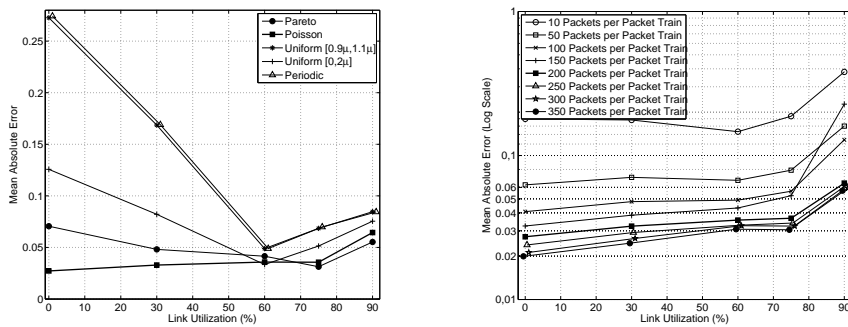 0.25
0.2
0.15
0.1
0.05
0
0 10 20 30 40 50 60 70 80 90
Link Utilization (%)
Mean Absolute Error
Pareto
Poisson
Uniform [0.9μ,1.1μ]
Uniform [0,2μ]
Periodic
1
0,1
0.06
0.05
0.04
0.03
0.02
0,01
0 10 20 30 40 50 60 70 80 90
Link Utilization (%)
Mean Absolute Error (Log Scale)
10 Packets per Packet Train
50 Packets per Packet Train
100 Packets per Packet Train
150 Packets per Packet Train
200 Packets per Packet Train
250 Packets per Packet Train
300 Packets per Packet Train
350 Packets per Packet Train